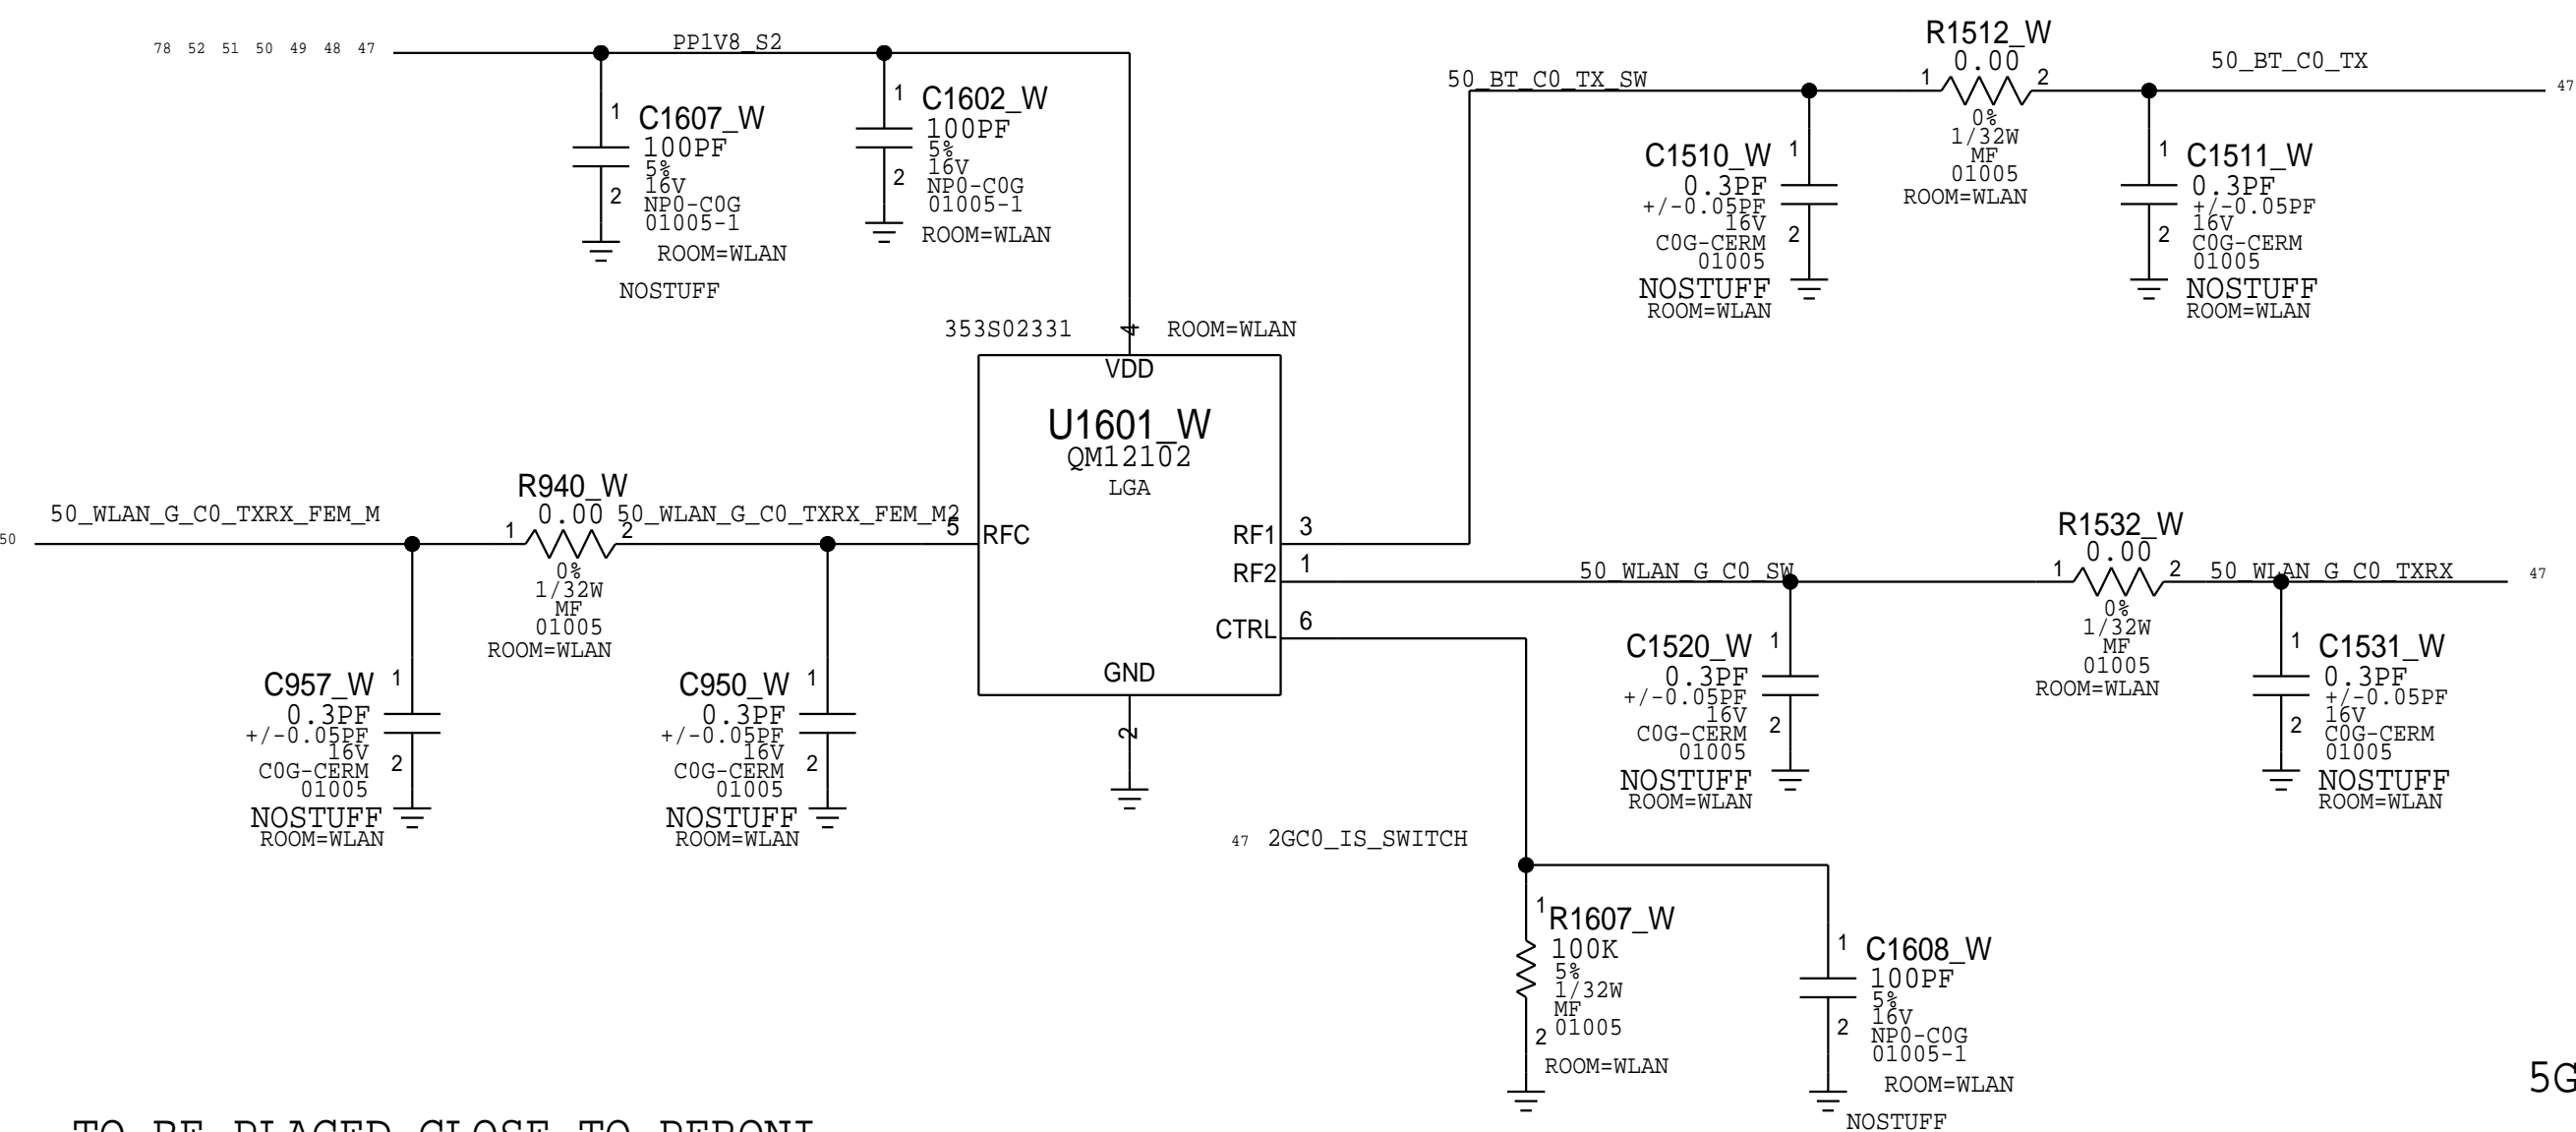 78 52 51 50 49 48 47
PP1V8_S2
1
C1607_W
100PF
5%
16V
NP0-C0G
01005-1
2
ROOM=WLAN
NOSTUFF
1
C1602_W
100PF
5%
16V
NP0-C0G
01005-1
2
ROOM=WLAN
50_BT_C0_TX_SW
R1512_W
0.00
1
2
0%
1/32W
MF
01005
ROOM=WLAN
50_BT_C0_TX
47
C1510_W
1
0.3PF
+/-0.05PF
16V
2
C0G-CERM
01005
NOSTUFF
ROOM=WLAN
1
C1511_W
0.3PF
+/-0.05PF
16V
2
C0G-CERM
01005
NOSTUFF
ROOM=WLAN
353S02331
4
ROOM=WLAN
VDD
U1601_W
QM12102
LGA
RFC
RF1
RF2
CTRL
GND
5
3
1
6
2
50
50_WLAN_G_C0_TXRX_FEM_M
R940_W
0.00
1
2
0%
1/32W
MF
01005
ROOM=WLAN
50_WLAN_G_C0_TXRX_FEM_M2
C957_W
1
0.3PF
+/-0.05PF
16V
2
C0G-CERM
01005
NOSTUFF
ROOM=WLAN
C950_W
1
0.3PF
+/-0.05PF
16V
2
C0G-CERM
01005
NOSTUFF
ROOM=WLAN
50_WLAN_G_C0_SW
R1532_W
0.00
1
2
0%
1/32W
MF
01005
ROOM=WLAN
50_WLAN_G_C0_TXRX
47
C1520_W
1
0.3PF
+/-0.05PF
16V
2
C0G-CERM
01005
NOSTUFF
ROOM=WLAN
1
C1531_W
0.3PF
+/-0.05PF
16V
2
C0G-CERM
01005
NOSTUFF
ROOM=WLAN
47 2GC0_IS_SWITCH
1
R1607_W
100K
5%
1/32W
MF
01005
2
ROOM=WLAN
1
C1608_W
100PF
5%
16V
NP0-C0G
01005-1
2
ROOM=WLAN
NOSTUFF
5G
TO BE PLACED CLOSE TO